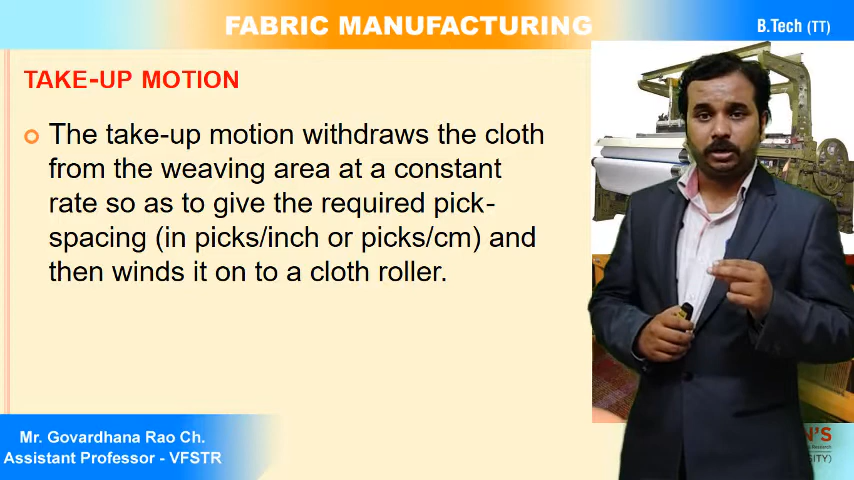 FABRIC MANUFACTURING
B.Tech (TT)
TAKE-UP MOTION
The take-up motion withdraws the cloth
from the weaving area at a constant
rate so as to give the required pick-
spacing (in picks/inch or picks/cm) and
then winds it on to a cloth roller.
Mr. Govardhana Rao Ch.
Assistant Professor - VFSTR